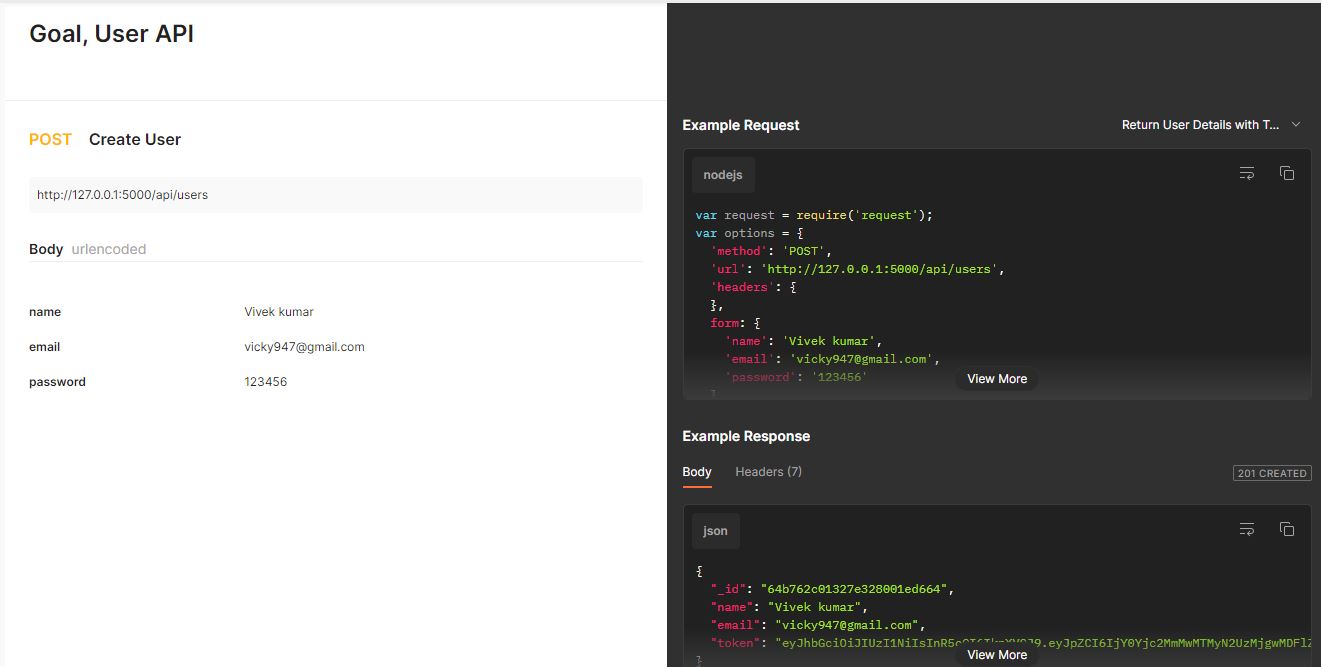 Goal, User API
POST Create User
http://127.0.0.1:5000/api/users
Body urlencoded
name Vivek kumar
email vicky947@gmail.com
password 123456
Example Request Return User Details with T...
nodejs
var request = require('request');
var options = {
'method': 'POST',
'url': 'http://127.0.0.1:5000/api/users',
'headers': {
},
form: {
'name': 'Vivek kumar',
'email': 'vicky947@gmail.com',
'password': '123456'
View More
Example Response
Body Headers (7) 201 CREATED
json
{
"_id": "64b762c01327e328001ed664",
"name": "Vivek kumar",
"email": "vicky947@gmail.com",
"token":
View More
}